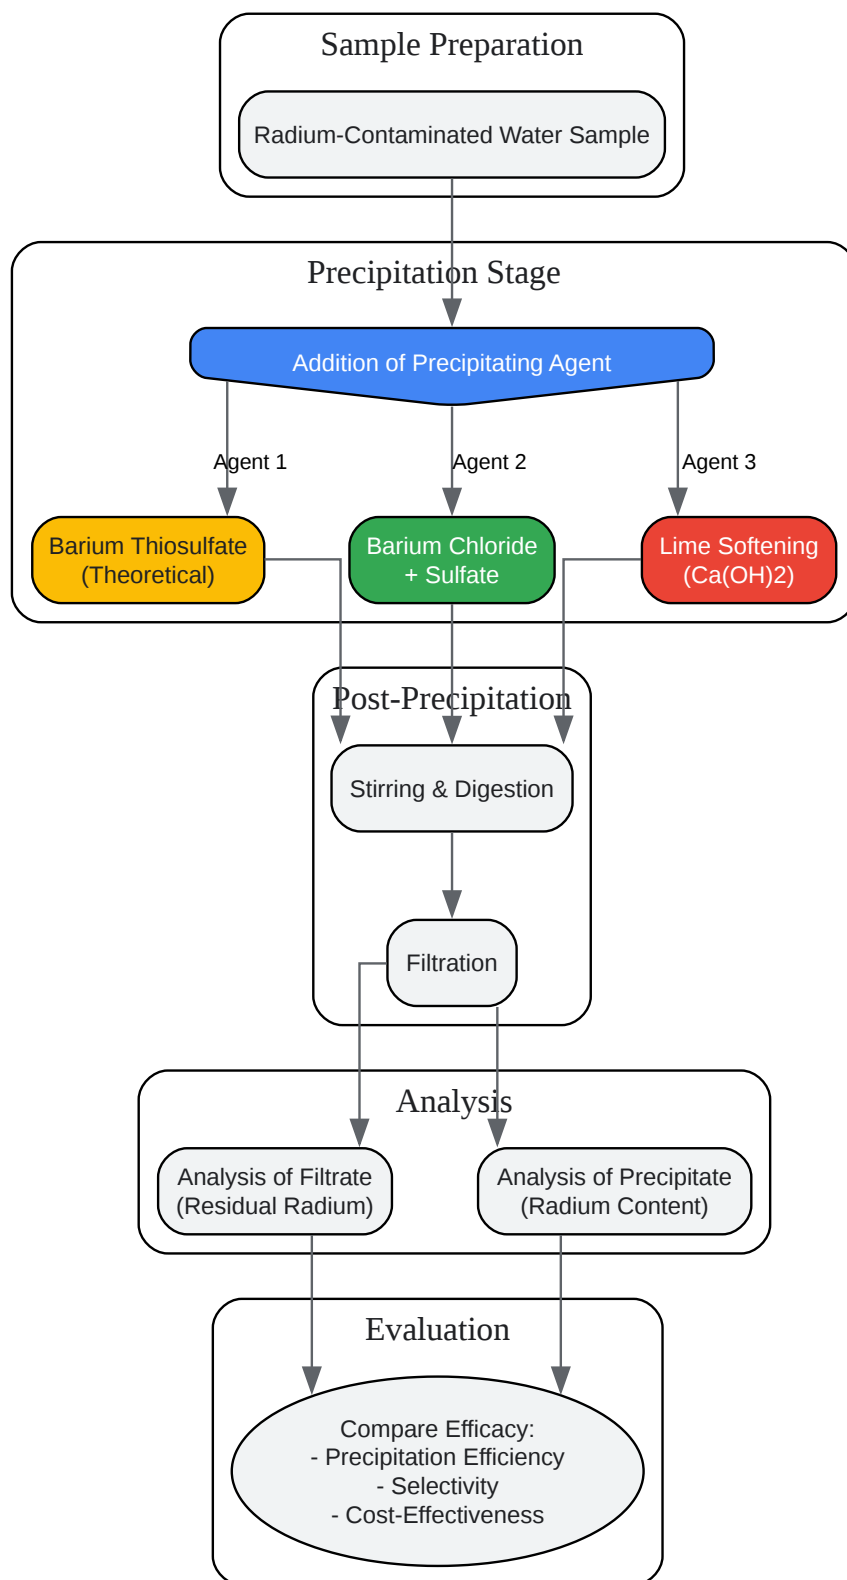 Sample Preparation
Radium-Contaminated Water Sample
Precipitation Stage
Addition of Precipitating Agent
Agent 1
Agent 2
Agent 3
Barium Thiosulfate
(Theoretical)
Barium Chloride
+ Sulfate
Lime Softening
(Ca(OH)2)
Post-Precipitation
Stirring & Digestion
Filtration
Analysis
Analysis of Filtrate
(Residual Radium)
Analysis of Precipitate
(Radium Content)
Evaluation
Compare Efficacy:
- Precipitation Efficiency
- Selectivity
- Cost-Effectiveness